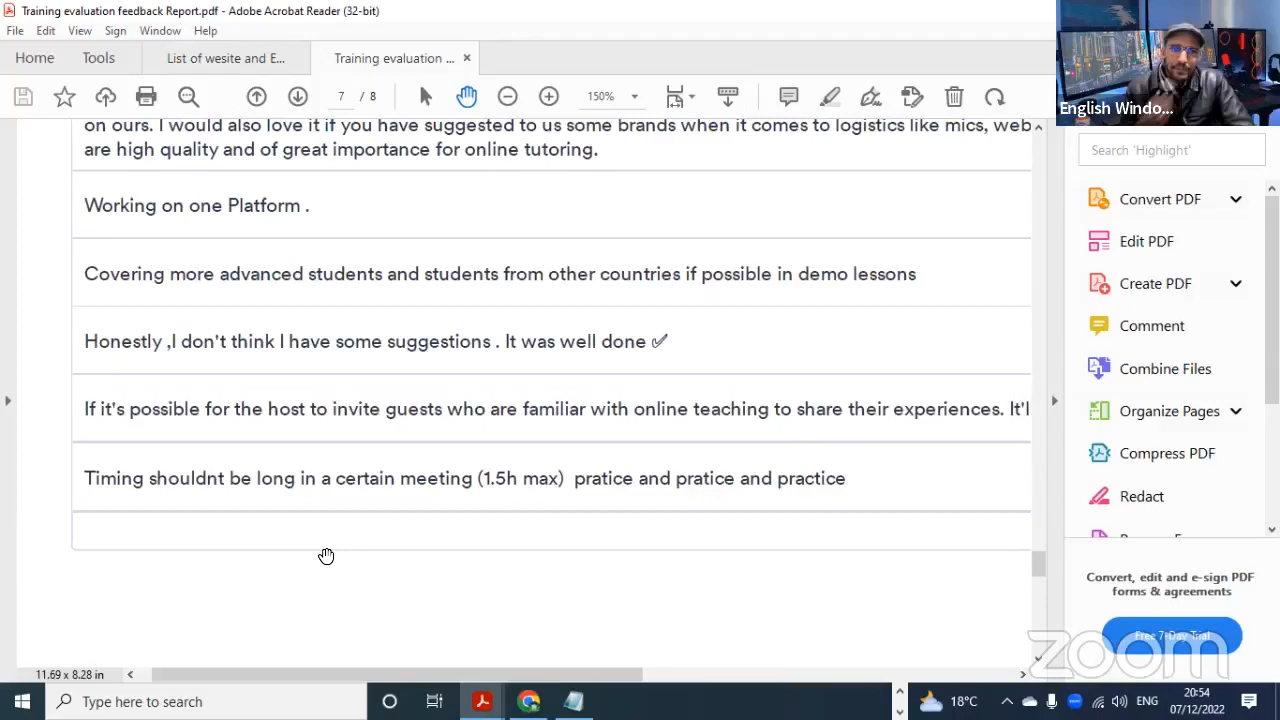 Training evaluation feedback Report.pdf - Adobe Acrobat Reader (32-bit)
File Edit View Sign Window Help
Home Tools List of wesite and E... Training evaluation ... ×
7 / 8 150%
English Windo...
Search 'Highlight'
on ours. I would also love it if you have suggested to us some brands when it comes to logistics like mics, web
are high quality and of great importance for online tutoring.
Working on one Platform .
Covering more advanced students and students from other countries if possible in demo lessons
Honestly ,I don't think I have some suggestions . It was well done ✅
If it's possible for the host to invite guests who are familiar with online teaching to share their experiences. It'l
Timing shouldnt be long in a certain meeting (1.5h max)  pratice and pratice and practice
Convert PDF
Edit PDF
Create PDF
Comment
Combine Files
Organize Pages
Compress PDF
Redact
Convert, edit and e-sign PDF
forms & agreements
Free 7-Day Trial
zoom
11.69 x 8.28 in
Type here to search
18°C
ENG
20:54
07/12/2022